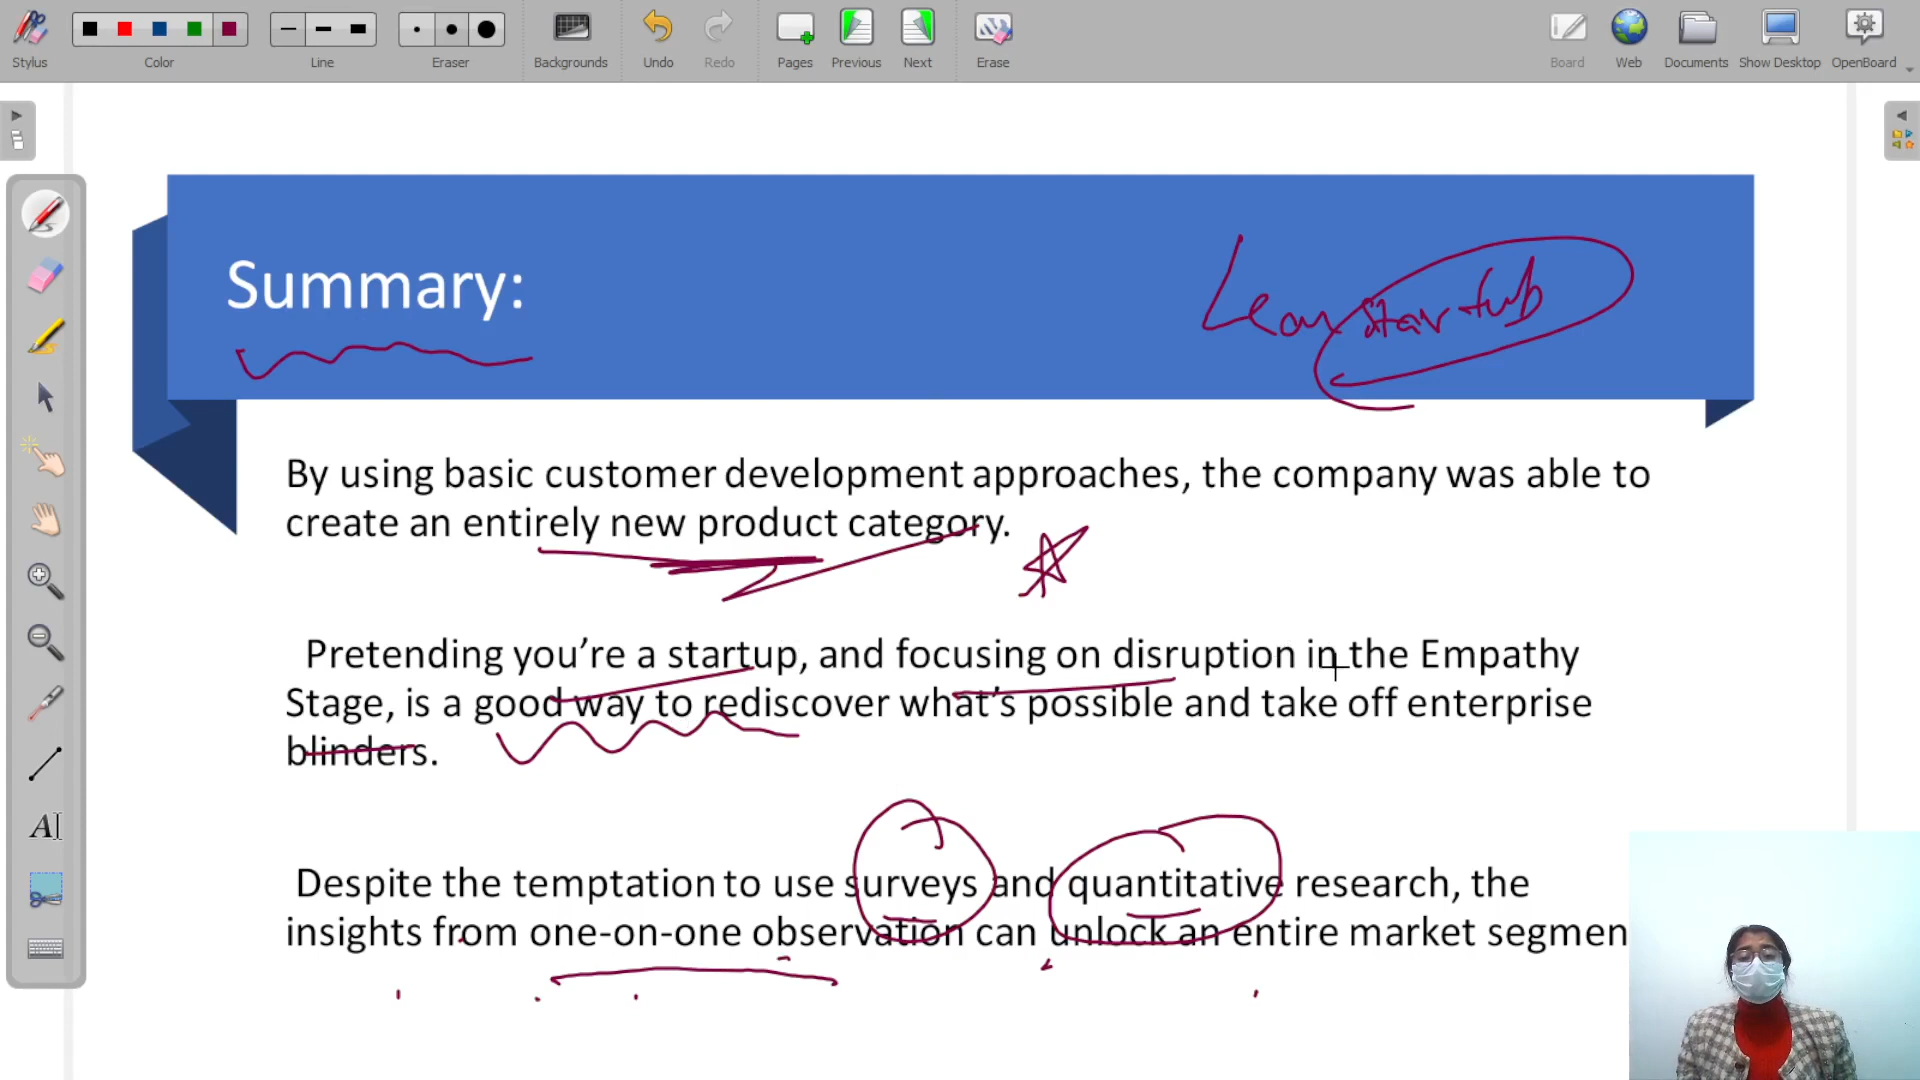 Stylus Color Line Eraser Backgrounds Undo Redo Pages Previous Next Erase Board Web Documents Show Desktop OpenBoard
Summary:
Lean startup
By using basic customer development approaches, the company was able to
create an entirely new product category.
Pretending you're a startup, and focusing on disruption in the Empathy
Stage, is a good way to rediscover what's possible and take off enterprise
blinders.
Despite the temptation to use surveys and quantitative research, the
insights from one-on-one observation can unlock an entire market segmen